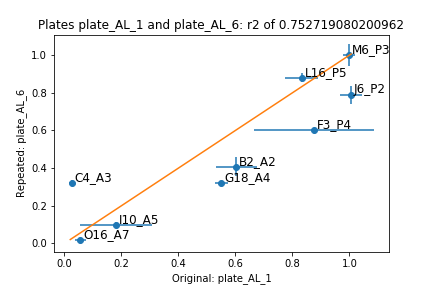 Plates plate_AL_1 and plate_AL_6: r2 of 0.752719080200962
1.0
0.8
0.6
0.4
0.2
0.0
Repeated: plate_AL_6
M6_P3
L16_P5
J6_P2
F3_P4
B2_A2
C4_A3
G18_A4
J10_A5
O16_A7
0.0 0.2 0.4 0.6 0.8 1.0
Original: plate_AL_1